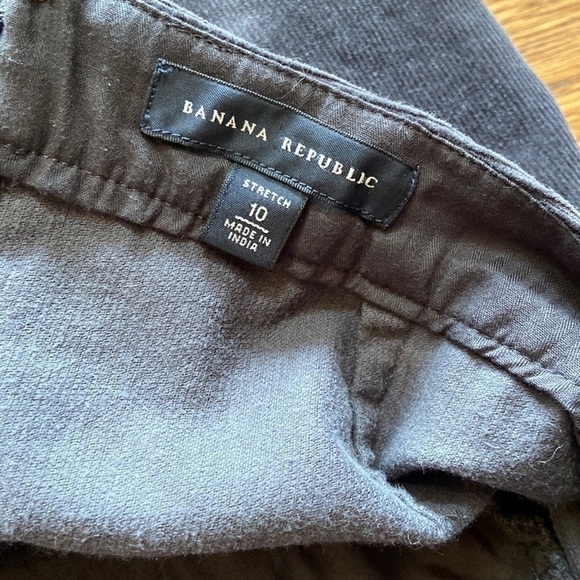 BANANA REPUBLIC
STRETCH
10
MADE IN
INDIA